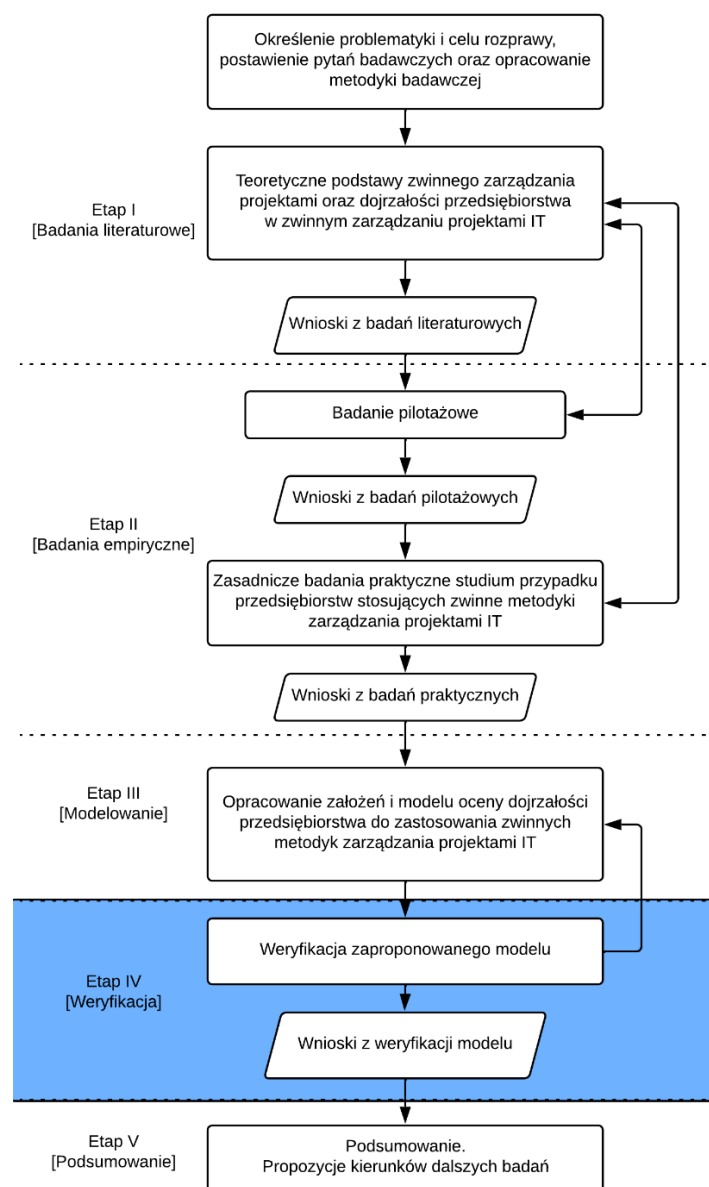 Określenie problematyki i celu rozprawy,
postawienie pytań badawczych oraz opracowanie
metodyki badawczej
Etap I
[Badania literaturowe]
Teoretyczne podstawy zwinnego zarządzania
projektami oraz dojrzałości przedsiębiorstwa
w zwinnym zarządzaniu projektami IT
Wnioski z badań literaturowych
Etap II
[Badania empiryczne]
Badanie pilotażowe
Wnioski z badań pilotażowych
Zasadnicze badania praktyczne studium przypadku
przedsiębiorstw stosujących zwinne metodyki
zarządzania projektami IT
Wnioski z badań praktycznych
Etap III
[Modelowanie]
Opracowanie założeń i modelu oceny dojrzałości
przedsiębiorstwa do zastosowania zwinnych
metodyk zarządzania projektami IT
Etap IV
[Weryfikacja]
Weryfikacja zaproponowanego modelu
Wnioski z weryfikacji modelu
Etap V
[Podsumowanie]
Podsumowanie.
Propozycje kierunków dalszych badań